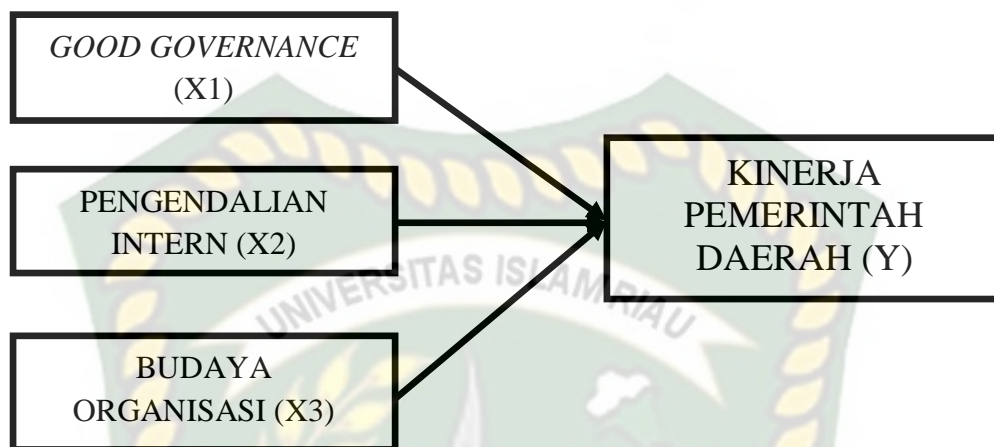 GOOD GOVERNANCE
(X1)
PENGENDALIAN
INTERN (X2)
BUDAYA
ORGANISASI (X3)
KINERJA
PEMERINTAH
DAERAH (Y)
UNIVERSITAS ISLAM RIAU